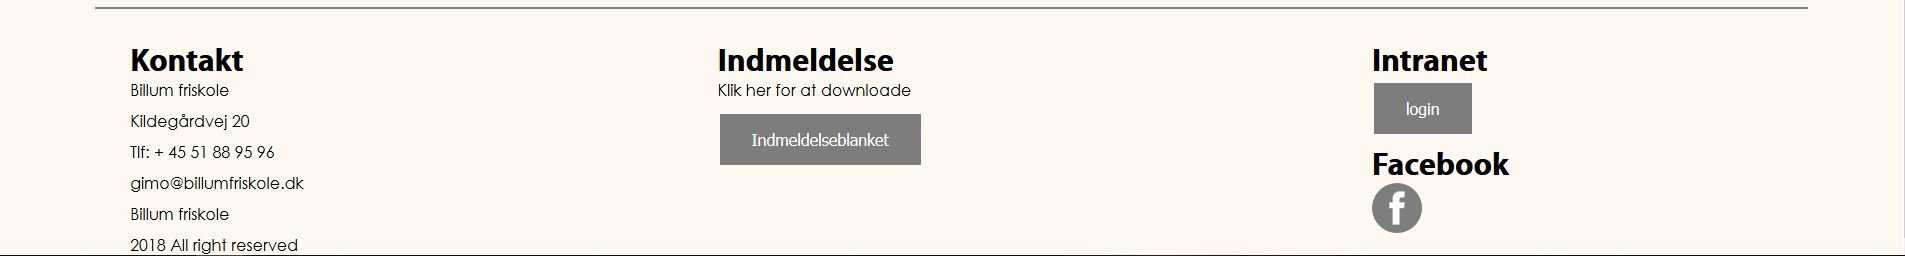 Kontakt
Billum friskole
Kildegårdvej 20
Tlf: + 45 51 88 95 96
gimo@billumfriskole.dk
Billum friskole
2018 All right reserved
Indmeldelse
Klik her for at downloade
Indmeldelseblanket
Intranet
login
Facebook